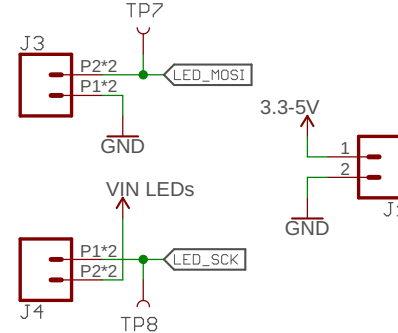 TP7
J3
P2*2
LED_MOSI
P1*2
GND
3.3-5V
1
2
GND
VIN LEDs
P1*2
LED_SCK
P2*2
J4
TP8